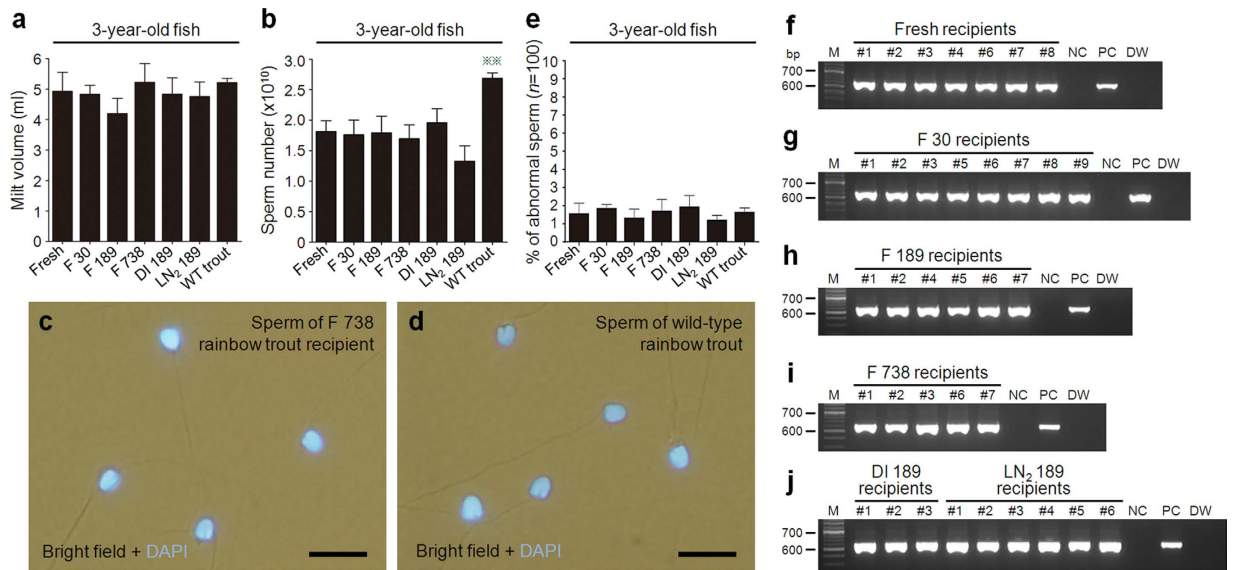 a
3-year-old fish
Milt volume (ml)
6
5
4
3
2
1
0
Fresh
F 30
F 189
F 738
DI 189
LN₂ 189
WT trout
b
3-year-old fish
Sperm number (x10¹⁰)
3.0
2.5
2.0
1.5
1.0
0.5
0
※※
Fresh
F 30
F 189
F 738
DI 189
LN₂ 189
WT trout
e
3-year-old fish
% of abnormal sperm (n=100)
10
9
8
7
6
5
4
3
2
1
0
Fresh
F 30
F 189
F 738
DI 189
LN₂ 189
WT trout
c
Sperm of F 738
rainbow trout recipient
Bright field + DAPI
d
Sperm of wild-type
rainbow trout
Bright field + DAPI
f
Fresh recipients
M #1 #2 #3 #4 #6 #7 #8 NC PC DW
bp
700
600
g
F 30 recipients
M #1 #2 #3 #5 #6 #7 #8 #9 NC PC DW
700
600
h
F 189 recipients
M #1 #2 #4 #5 #6 #7 NC PC DW
700
600
i
F 738 recipients
M #1 #2 #3 #6 #7 NC PC DW
700
600
j
DI 189
recipients
LN₂ 189
recipients
M #1 #2 #3 #1 #2 #3 #4 #5 #6 NC PC DW
700
600